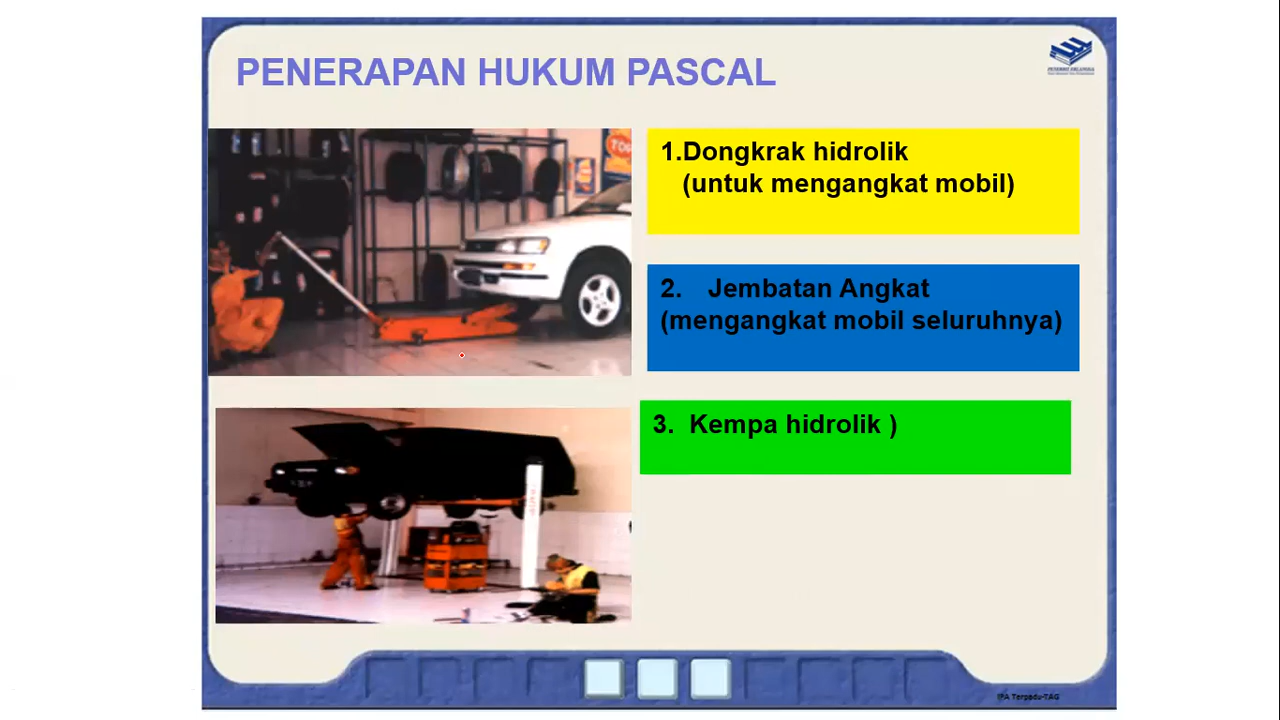 PENERAPAN HUKUM PASCAL
1.Dongkrak hidrolik
(untuk mengangkat mobil)
2. Jembatan Angkat
(mengangkat mobil seluruhnya)
3. Kempa hidrolik )
IPA Terpadu-TAG